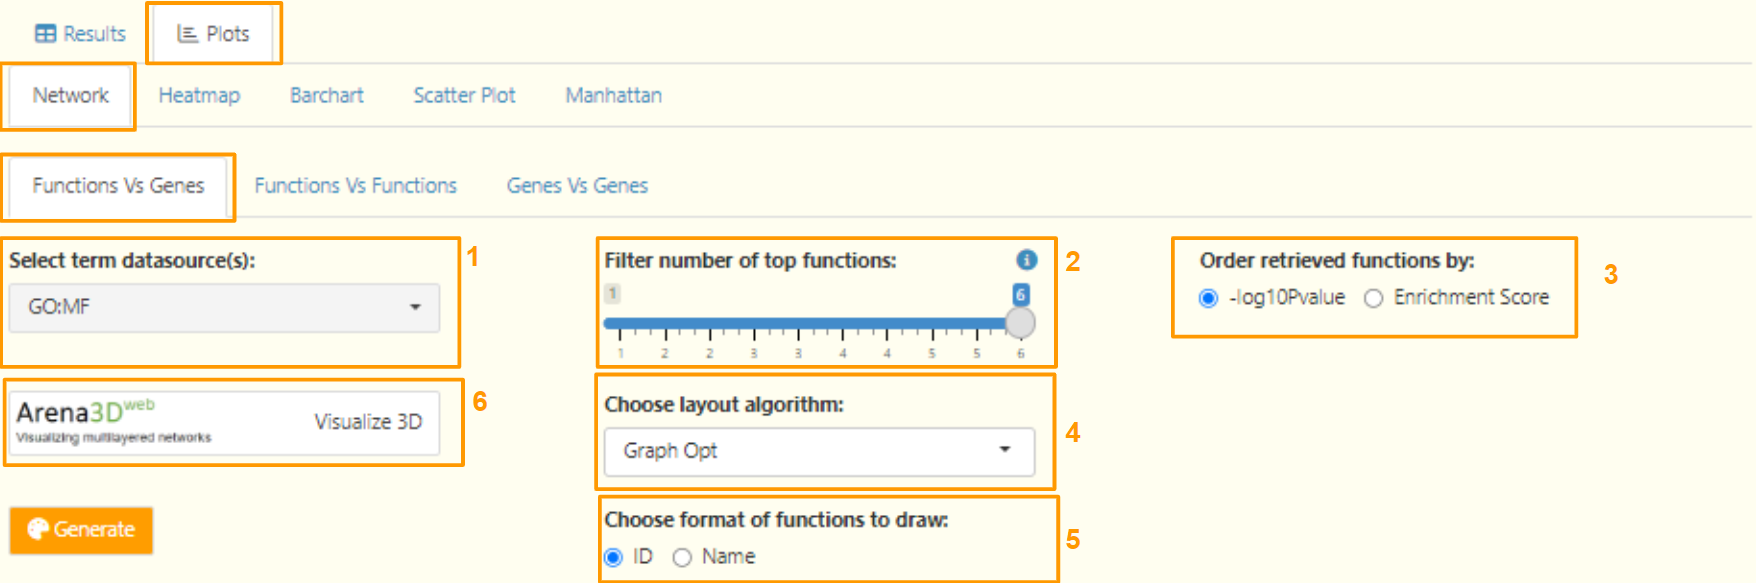 Results Plots
Network Heatmap Barchart Scatter Plot Manhattan
Functions Vs Genes Functions Vs Functions Genes Vs Genes
Select term datasource(s): 1
GO:MF
Filter number of top functions: 2
1 6
1 2 2 3 3 4 4 5 5 6
Order retrieved functions by: 3
-log10Pvalue Enrichment Score
Arena3Dweb Visualize 3D 6
Visualizing multilayered networks
Choose layout algorithm: 4
Graph Opt
Generate
Choose format of functions to draw: 5
ID Name